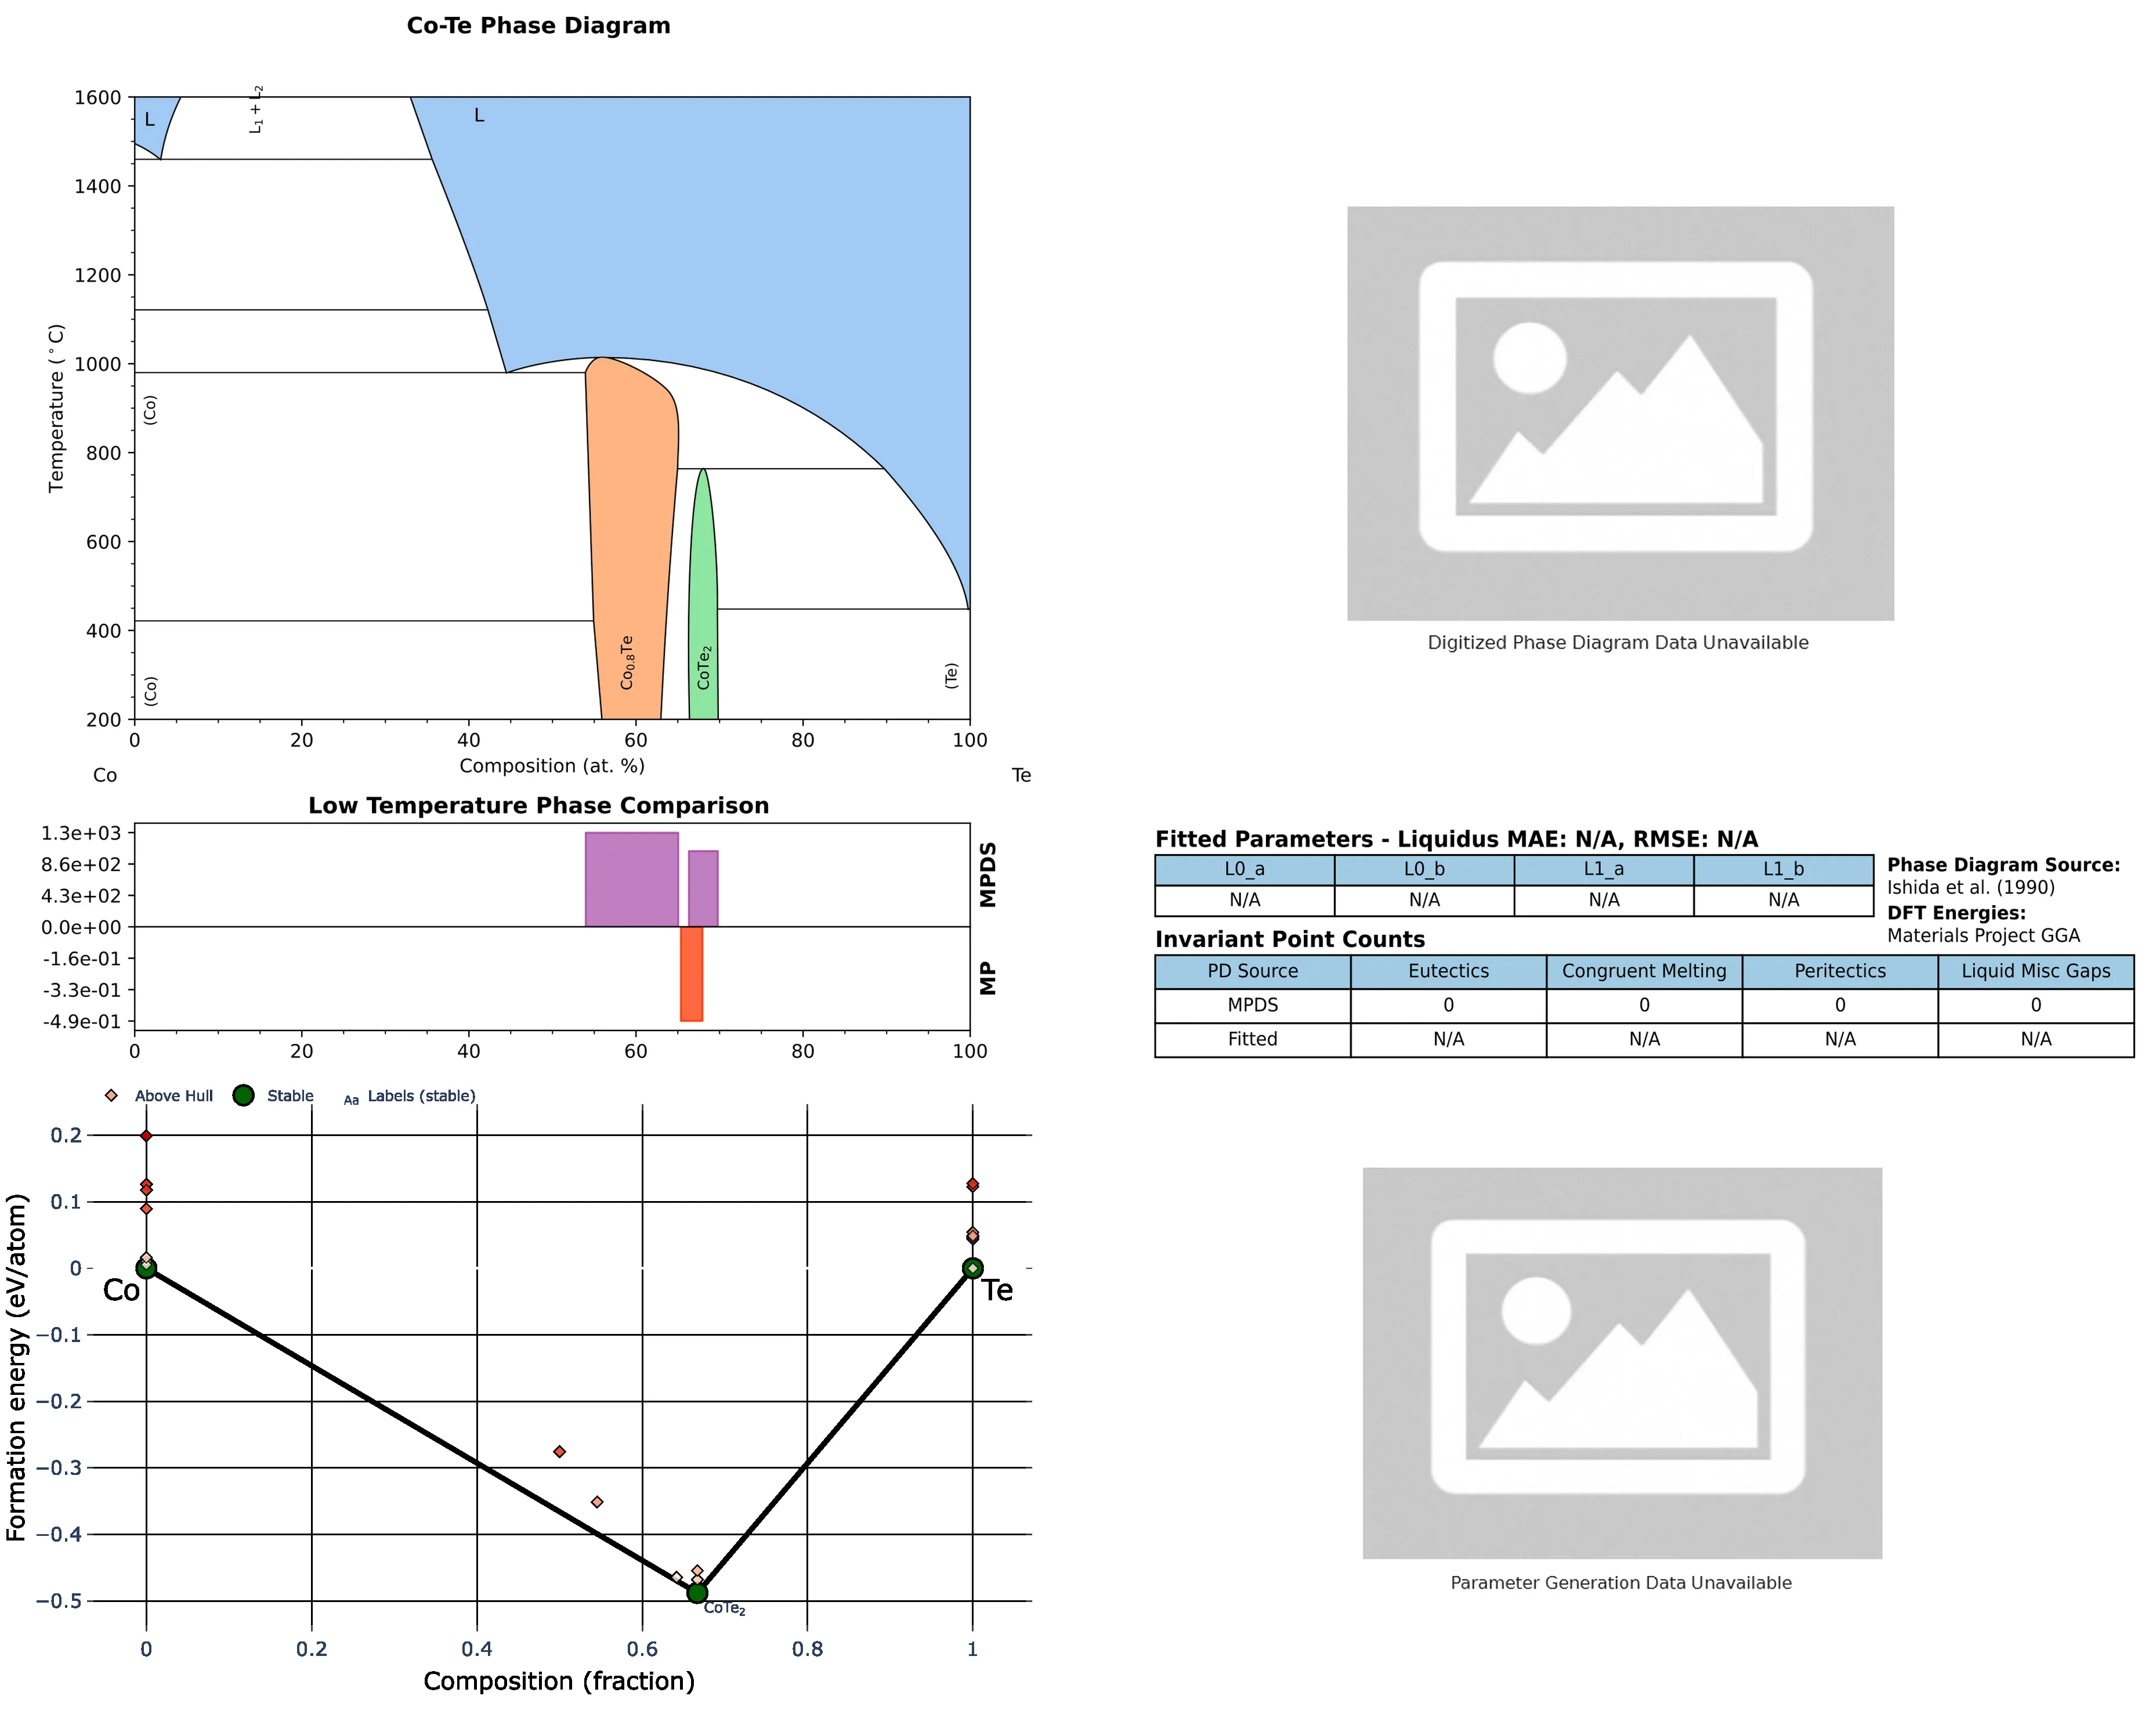 Co-Te Phase Diagram
1600
1400
1200
1000
800
600
400
200
Temperature (°C)
L
L₁ + L₂
L
(Co)
(Co)
Co₀.₈Te
CoTe₂
(Te)
0 20 40 60 80 100
Composition (at. %)
Co Te
Digitized Phase Diagram Data Unavailable
Low Temperature Phase Comparison
1.3e+03
8.6e+02
4.3e+02
0.0e+00
-1.6e-01
-3.3e-01
-4.9e-01
MPDS
MP
0 20 40 60 80 100
Fitted Parameters - Liquidus MAE: N/A, RMSE: N/A
L0_a L0_b L1_a L1_b
N/A N/A N/A N/A
Phase Diagram Source:
Ishida et al. (1990)
DFT Energies:
Materials Project GGA
Invariant Point Counts
PD Source Eutectics Congruent Melting Peritectics Liquid Misc Gaps
MPDS 0 0 0 0
Fitted N/A N/A N/A N/A
Above Hull Stable Aa Labels (stable)
0.2
0.1
0
−0.1
−0.2
−0.3
−0.4
−0.5
Formation energy (eV/atom)
Co
Te
CoTe₂
0 0.2 0.4 0.6 0.8 1
Composition (fraction)
Parameter Generation Data Unavailable